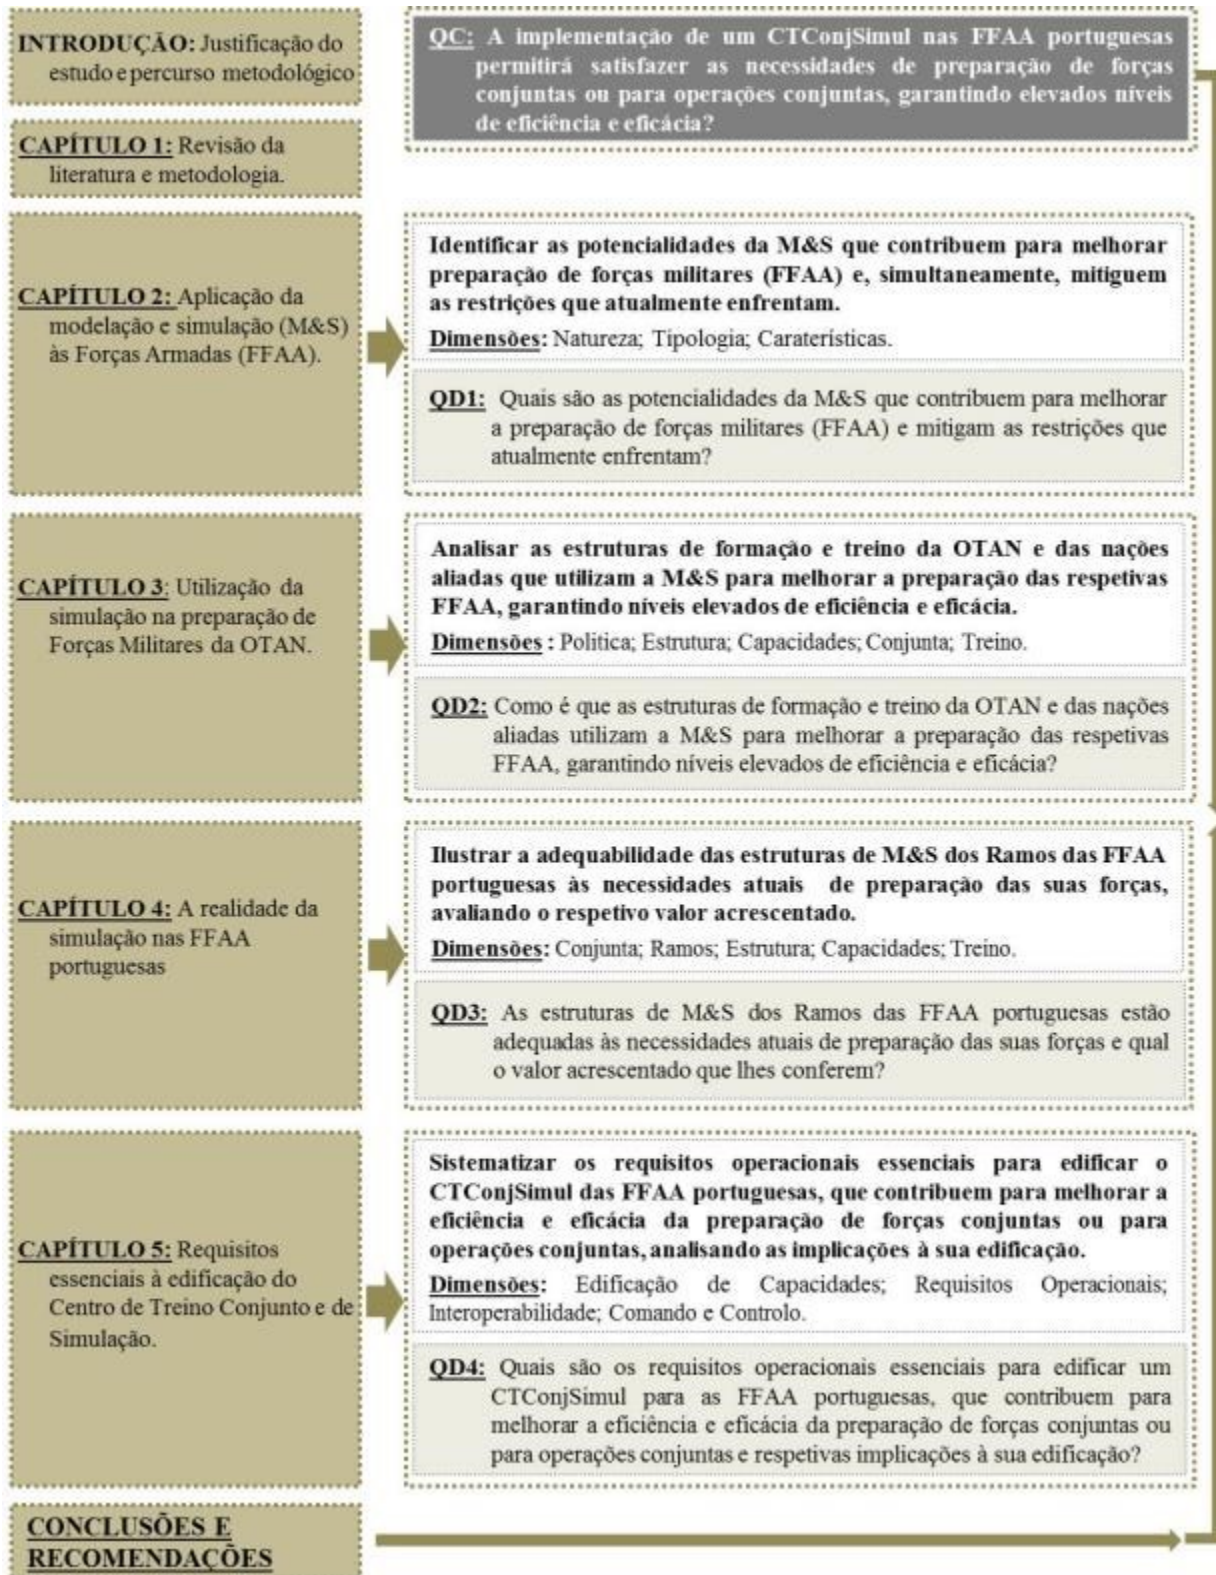 INTRODUÇÃO: Justificação do
estudo e percurso metodológico
QC: A implementação de um CTConjSimul nas FFAA portuguesas
permitirá satisfazer as necessidades de preparação de forças
conjuntas ou para operações conjuntas, garantindo elevados níveis
de eficiência e eficácia?
CAPÍTULO 1: Revisão da
literatura e metodologia.
CAPÍTULO 2: Aplicação da
modelação e simulação (M&S)
às Forças Armadas (FFAA).
Identificar as potencialidades da M&S que contribuem para melhorar
preparação de forças militares (FFAA) e, simultaneamente, mitiguem
as restrições que atualmente enfrentam.
Dimensões: Natureza; Tipologia; Caraterísticas.
QD1: Quais são as potencialidades da M&S que contribuem para melhorar
a preparação de forças militares (FFAA) e mitigam as restrições que
atualmente enfrentam?
CAPÍTULO 3: Utilização da
simulação na preparação de
Forças Militares da OTAN.
Analisar as estruturas de formação e treino da OTAN e das nações
aliadas que utilizam a M&S para melhorar a preparação das respetivas
FFAA, garantindo níveis elevados de eficiência e eficácia.
Dimensões : Politica; Estrutura; Capacidades; Conjunta; Treino.
QD2: Como é que as estruturas de formação e treino da OTAN e das nações
aliadas utilizam a M&S para melhorar a preparação das respetivas
FFAA, garantindo níveis elevados de eficiência e eficácia?
CAPÍTULO 4: A realidade da
simulação nas FFAA
portuguesas
Ilustrar a adequabilidade das estruturas de M&S dos Ramos das FFAA
portuguesas às necessidades atuais de preparação das suas forças,
avaliando o respetivo valor acrescentado.
Dimensões: Conjunta; Ramos; Estrutura; Capacidades; Treino.
QD3: As estruturas de M&S dos Ramos das FFAA portuguesas estão
adequadas às necessidades atuais de preparação das suas forças e qual
o valor acrescentado que lhes conferem?
CAPÍTULO 5: Requisitos
essenciais à edificação do
Centro de Treino Conjunto e de
Simulação.
Sistematizar os requisitos operacionais essenciais para edificar o
CTConjSimul das FFAA portuguesas, que contribuem para melhorar a
eficiência e eficácia da preparação de forças conjuntas ou para
operações conjuntas, analisando as implicações à sua edificação.
Dimensões: Edificação de Capacidades; Requisitos Operacionais;
Interoperabilidade; Comando e Controlo.
QD4: Quais são os requisitos operacionais essenciais para edificar um
CTConjSimul para as FFAA portuguesas, que contribuem para
melhorar a eficiência e eficácia da preparação de forças conjuntas ou
para operações conjuntas e respetivas implicações à sua edificação?
CONCLUSÕES E
RECOMENDAÇÕES